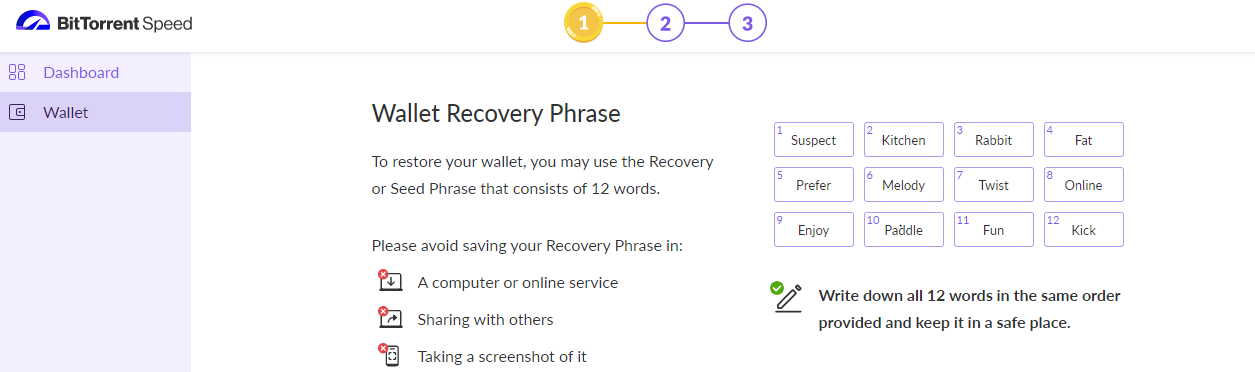 BitTorrent Speed
1 2 3
Dashboard
Wallet
Wallet Recovery Phrase
To restore your wallet, you may use the Recovery
or Seed Phrase that consists of 12 words.
Please avoid saving your Recovery Phrase in:
A computer or online service
Sharing with others
Taking a screenshot of it
1 Suspect 2 Kitchen 3 Rabbit 4 Fat
5 Prefer 6 Melody 7 Twist 8 Online
9 Enjoy 10 Paddle 11 Fun 12 Kick
Write down all 12 words in the same order
provided and keep it in a safe place.